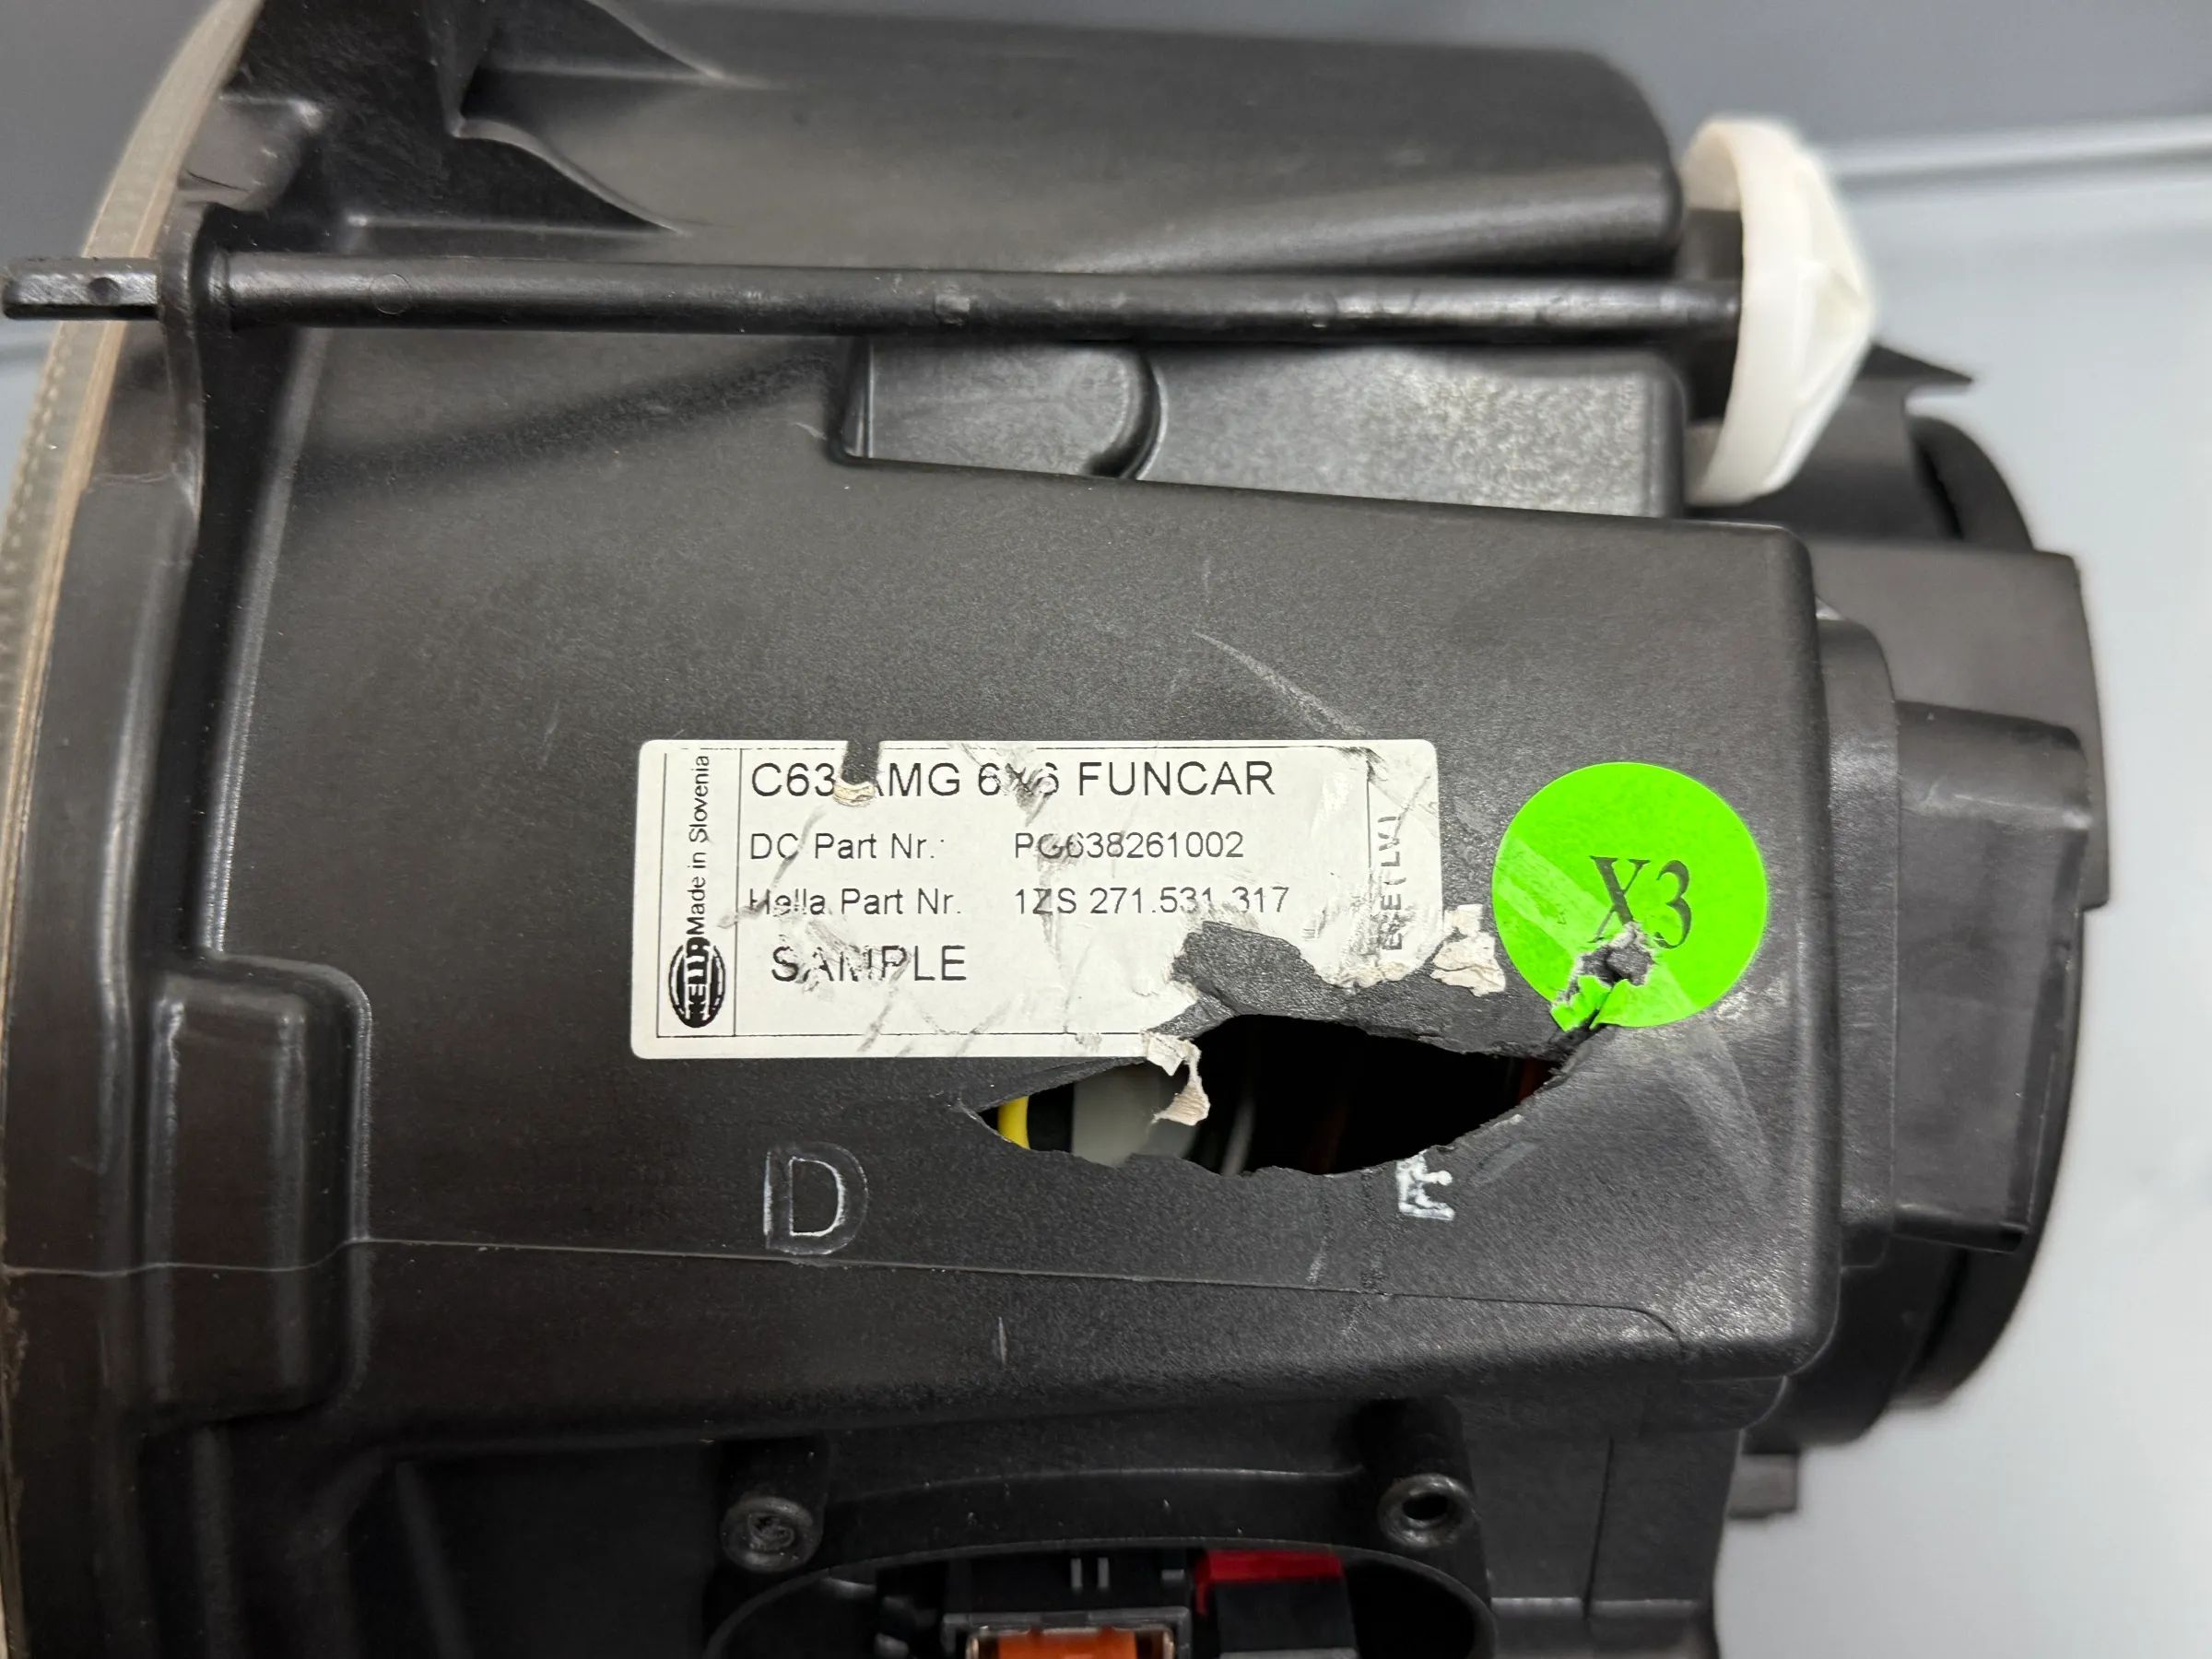 C63 AMG 6x6 FUNCAR
DC Part Nr.: PG638261002
Hella Part Nr. 1ZS 271.531 317
SAMPLE
Made in Slovenia
HELLA
X3
D
E